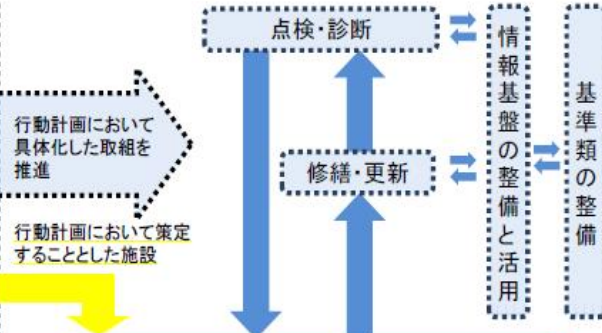 点検・診断
行動計画において
具体化した取組を
推進
修繕・更新
行動計画において策定
することとした施設
情報基盤の整備と活用
基準類の整備